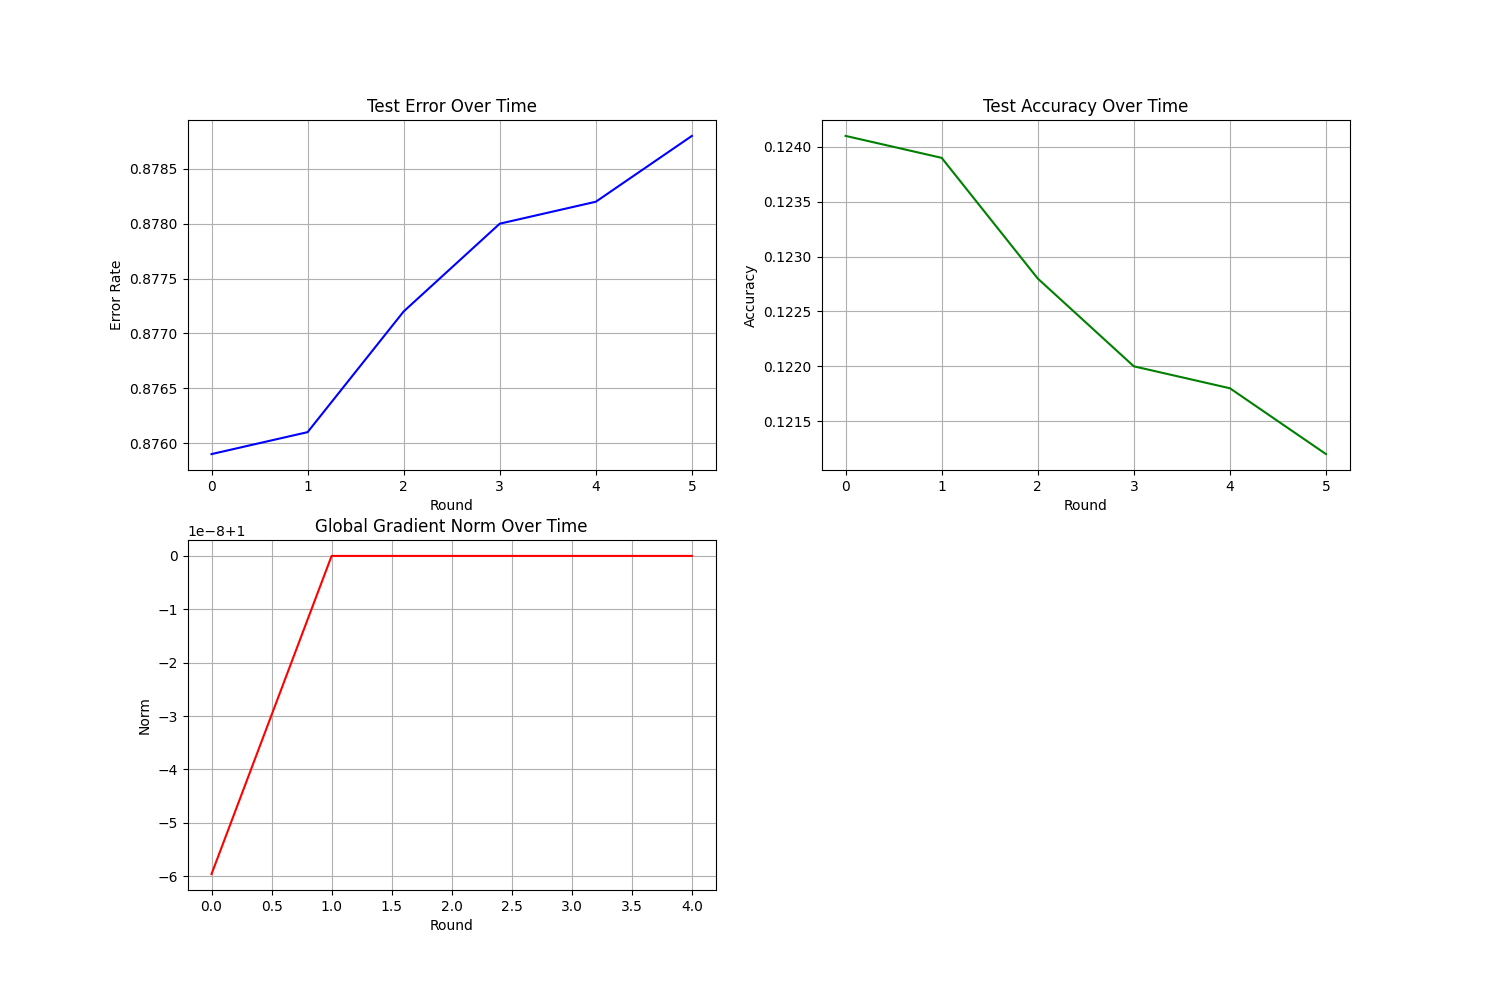 Test Error Over Time
Error Rate
0.8785
0.8780
0.8775
0.8770
0.8765
0.8760
0 1 2 3 4 5
Round
Test Accuracy Over Time
Accuracy
0.1240
0.1235
0.1230
0.1225
0.1220
0.1215
0 1 2 3 4 5
Round
Global Gradient Norm Over Time
1e−8+1
Norm
0
−1
−2
−3
−4
−5
−6
0.0 0.5 1.0 1.5 2.0 2.5 3.0 3.5 4.0
Round